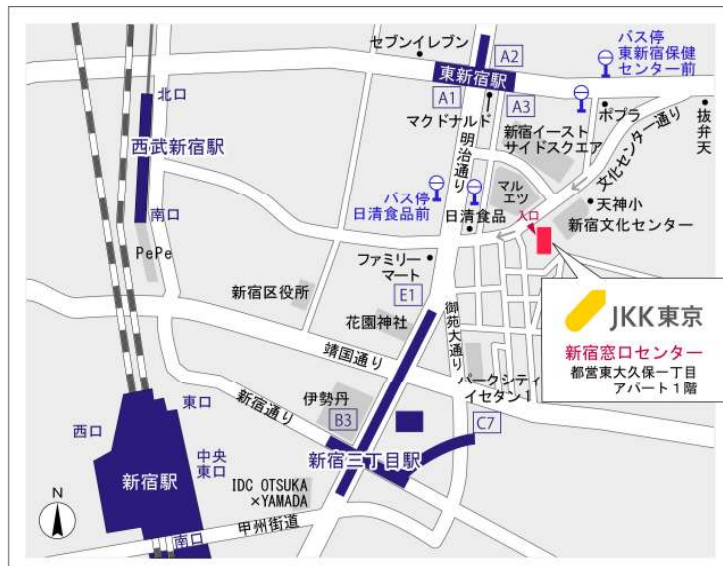 セブンイレブン
A2
バス停
東新宿保健
センター前
東新宿駅
A1
A3
マクドナルド
ポプラ
抜弁天
北口
西武新宿駅
南口
PePe
明治通り
新宿イースト
サイドスクエア
文化センター通り
マル
エツ
バス停
日清食品前
日清食品
入口
天神小
新宿文化センター
ファミリー
マート
E1
新宿区役所
花園神社
御苑大通り
靖国通り
JKK東京
新宿窓口センター
都営東大久保一丁目
アパート1階
パークシティ
イセタン1
新宿通り
伊勢丹
B3
C7
新宿三丁目駅
東口
西口
中央
東口
新宿駅
南口
IDC OTSUKA
×YAMADA
甲州街道
N